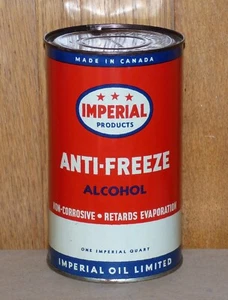 MADE IN CANADA
IMPERIAL
PRODUCTS
ANTI-FREEZE
ALCOHOL
NON-CORROSIVE • RETARDS EVAPORATION
ONE IMPERIAL QUART
IMPERIAL OIL LIMITED